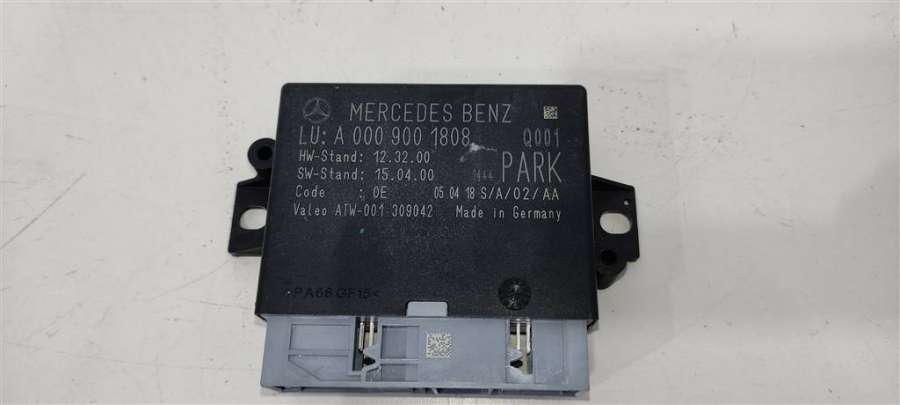 MERCEDES BENZ
LU: A 000 900 1808 Q001
HW-Stand: 12.32.00
SW-Stand: 15.04.00 PARK
Code : 0E 05 04 18 S/A/02/AA
Valeo ATW-001 309042 Made in Germany
>PA66 GF15<